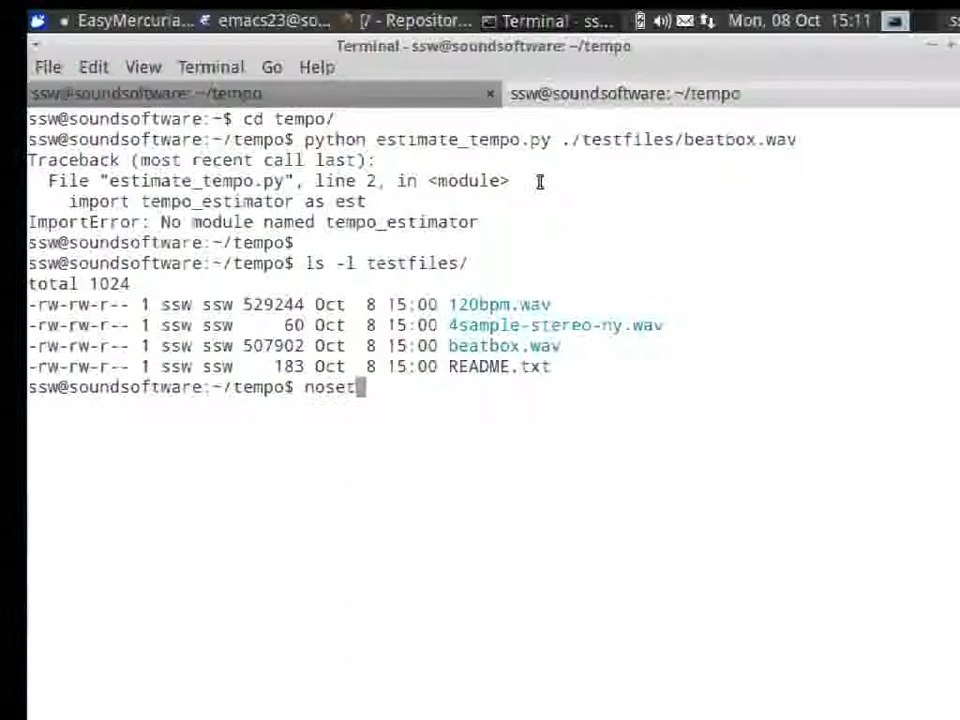 EasyMercuria... emacs23@so... [/ - Repositor... Terminal - ss... Mon, 08 Oct 15:11 ss
Terminal - ssw@soundsoftware: ~/tempo
File Edit View Terminal Go Help
ssw@soundsoftware: ~/tempo × ssw@soundsoftware: ~/tempo
ssw@soundsoftware:~$ cd tempo/
ssw@soundsoftware:~/tempo$ python estimate_tempo.py ./testfiles/beatbox.wav
Traceback (most recent call last):
File "estimate_tempo.py", line 2, in <module>
import tempo_estimator as est
ImportError: No module named tempo_estimator
ssw@soundsoftware:~/tempo$
ssw@soundsoftware:~/tempo$ ls -l testfiles/
total 1024
-rw-rw-r-- 1 ssw ssw 529244 Oct 8 15:00 120bpm.wav
-rw-rw-r-- 1 ssw ssw 60 Oct 8 15:00 4sample-stereo-ny.wav
-rw-rw-r-- 1 ssw ssw 507902 Oct 8 15:00 beatbox.wav
-rw-rw-r-- 1 ssw ssw 183 Oct 8 15:00 README.txt
ssw@soundsoftware:~/tempo$ noset